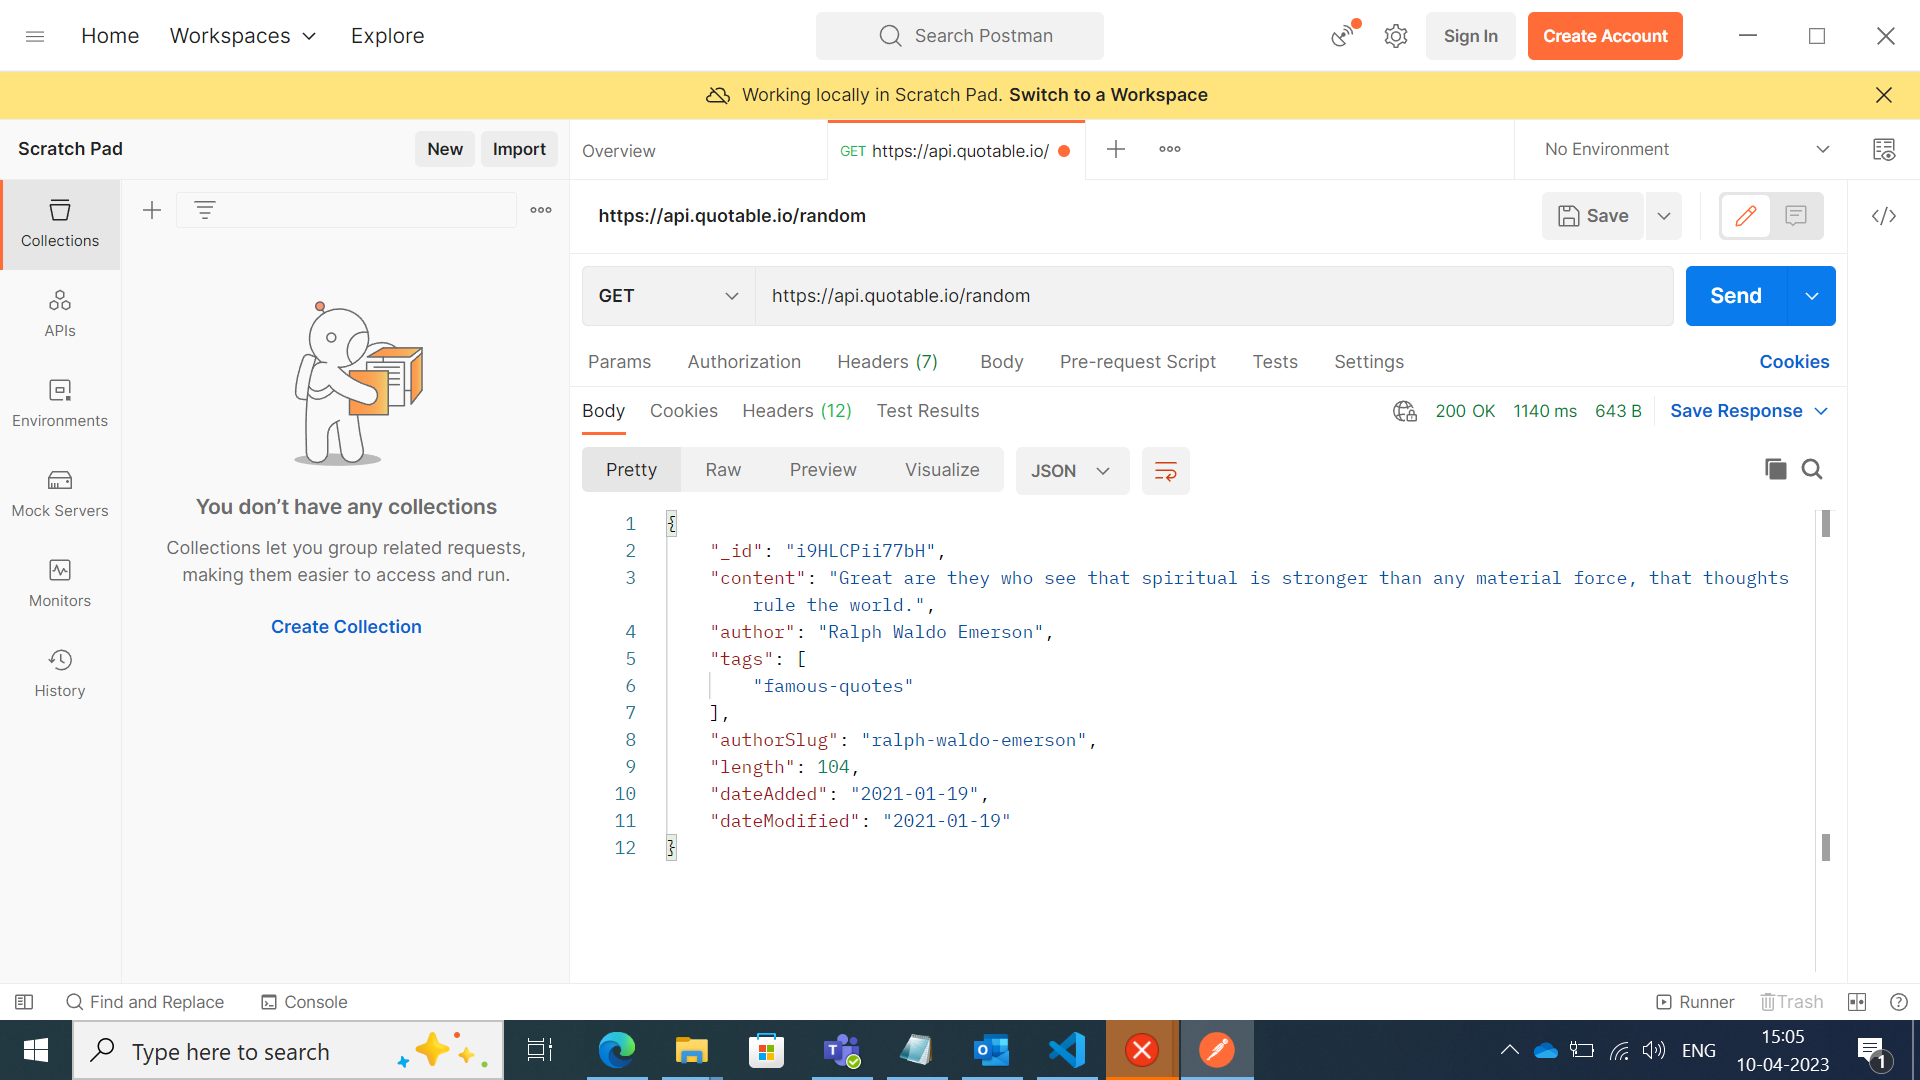 Home Workspaces Explore Search Postman Sign In Create Account
Working locally in Scratch Pad. Switch to a Workspace
Scratch Pad New Import Overview GET https://api.quotable.io/ No Environment
Collections
APIs
Environments
Mock Servers
Monitors
History
You don’t have any collections
Collections let you group related requests,
making them easier to access and run.
Create Collection
https://api.quotable.io/random Save
GET https://api.quotable.io/random Send
Params Authorization Headers (7) Body Pre-request Script Tests Settings Cookies
Body Cookies Headers (12) Test Results 200 OK 1140 ms 643 B Save Response
Pretty Raw Preview Visualize JSON
1 {
2 "_id": "i9HLCPii77bH",
3 "content": "Great are they who see that spiritual is stronger than any material force, that thoughts
rule the world.",
4 "author": "Ralph Waldo Emerson",
5 "tags": [
6 "famous-quotes"
7 ],
8 "authorSlug": "ralph-waldo-emerson",
9 "length": 104,
10 "dateAdded": "2021-01-19",
11 "dateModified": "2021-01-19"
12 }
Find and Replace Console Runner Trash
Type here to search ENG 15:05
10-04-2023 1